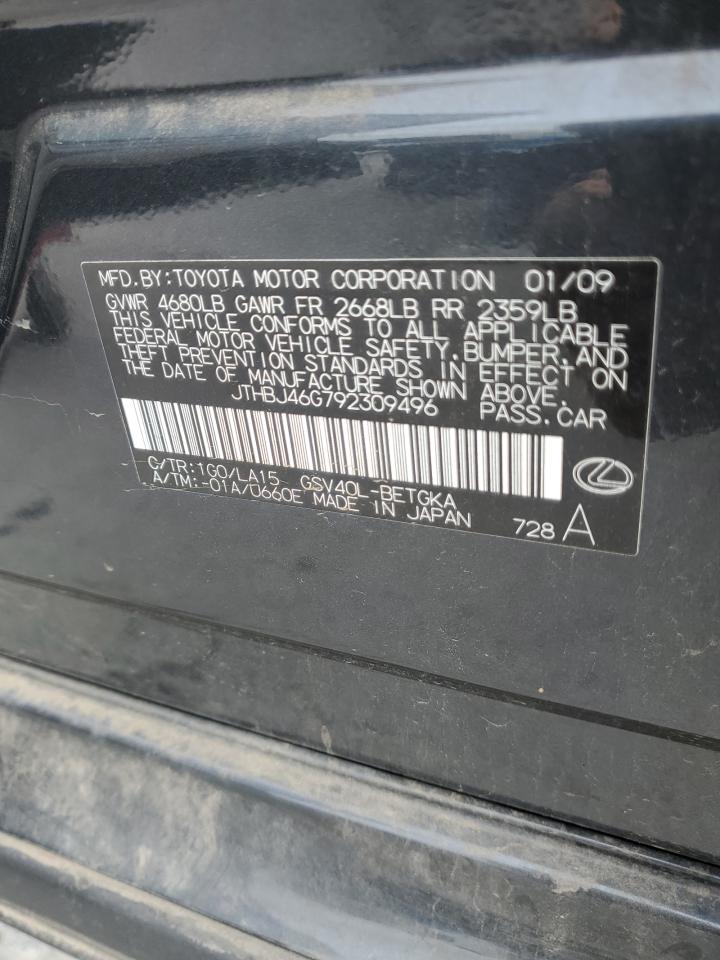 MFD.BY:TOYOTA MOTOR CORPORATION 01/09
GVWR 4680LB GAWR FR 2668LB RR 2359LB
THIS VEHICLE CONFORMS TO ALL APPLICABLE
FEDERAL MOTOR VEHICLE SAFETY,BUMPER,AND
THEFT PREVENTION STANDARDS IN EFFECT ON
THE DATE OF MANUFACTURE SHOWN ABOVE.
JTHBJ46G792309496 PASS.CAR
C/TR:1G0/LA15 GSV40L-BETGKA
A/TM:-01A/U660E MADE IN JAPAN 728 A